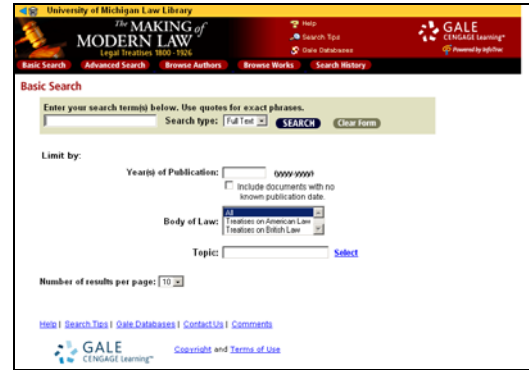 University of Michigan Law Library
The MAKING of
MODERN LAW
Legal Treatises 1800 - 1926
Help
Search Tips
Gale Databases
GALE
CENGAGE Learning™
Powered by InfoTrac
Basic Search Advanced Search Browse Authors Browse Works Search History
Basic Search
Enter your search term(s) below. Use quotes for exact phrases.
Search type: Full Text SEARCH Clear Form
Limit by:
Year(s) of Publication: (yyyy-yyyy)
Include documents with no
known publication date.
Body of Law: All
Treatises on American Law
Treatises on British Law
Topic: Select
Number of results per page: 10
Help | Search Tips | Gale Databases | Contact Us | Comments
GALE
CENGAGE Learning™
Copyright and Terms of Use